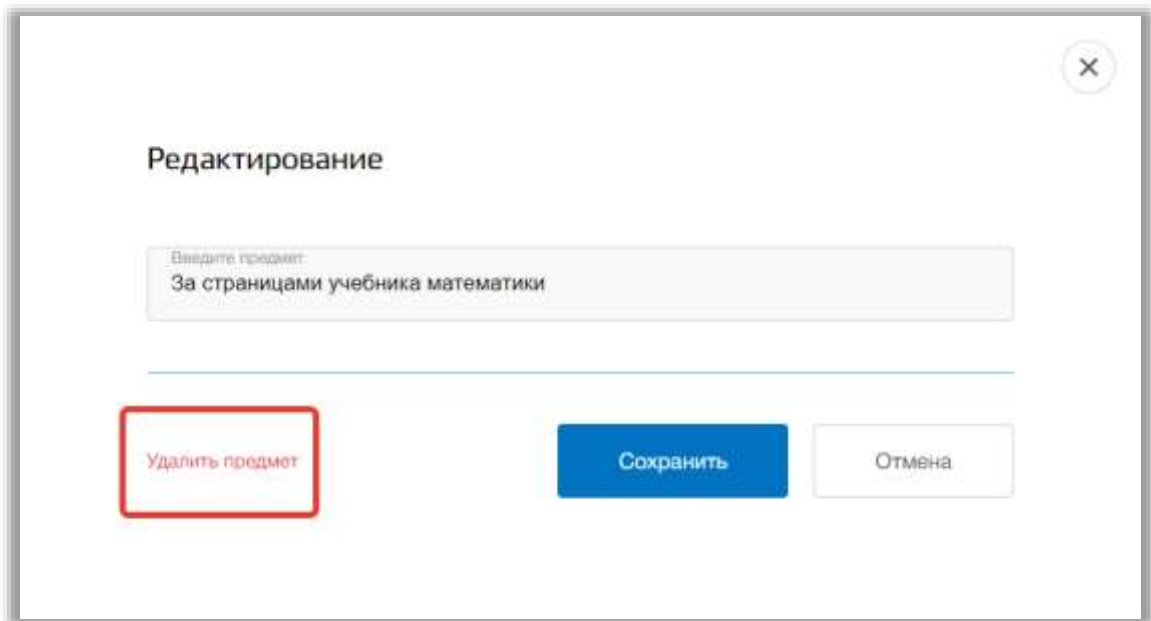 Редактирование
Введите предмет
За страницами учебника математики
Удалить предмет
Сохранить
Отмена